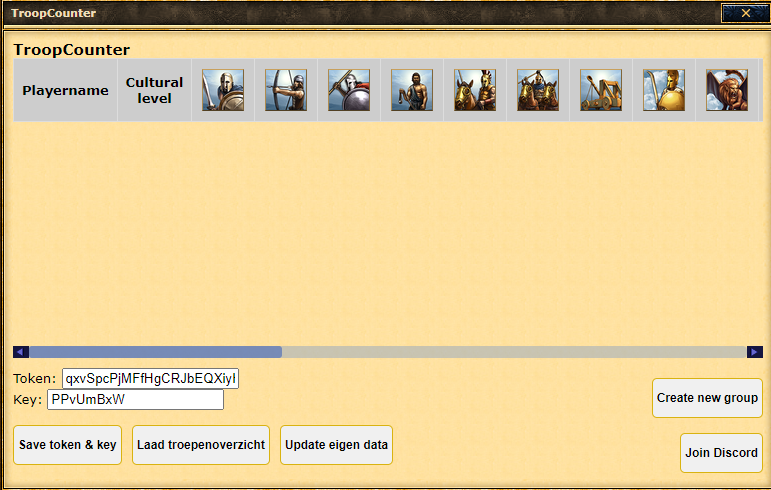 TroopCounter
TroopCounter
Playername
Cultural
level
Token: qxvSpcPjMFfHgCRJbEQXiyI
Key: PPvUmBxW
Create new group
Save token & key
Laad troepenoverzicht
Update eigen data
Join Discord